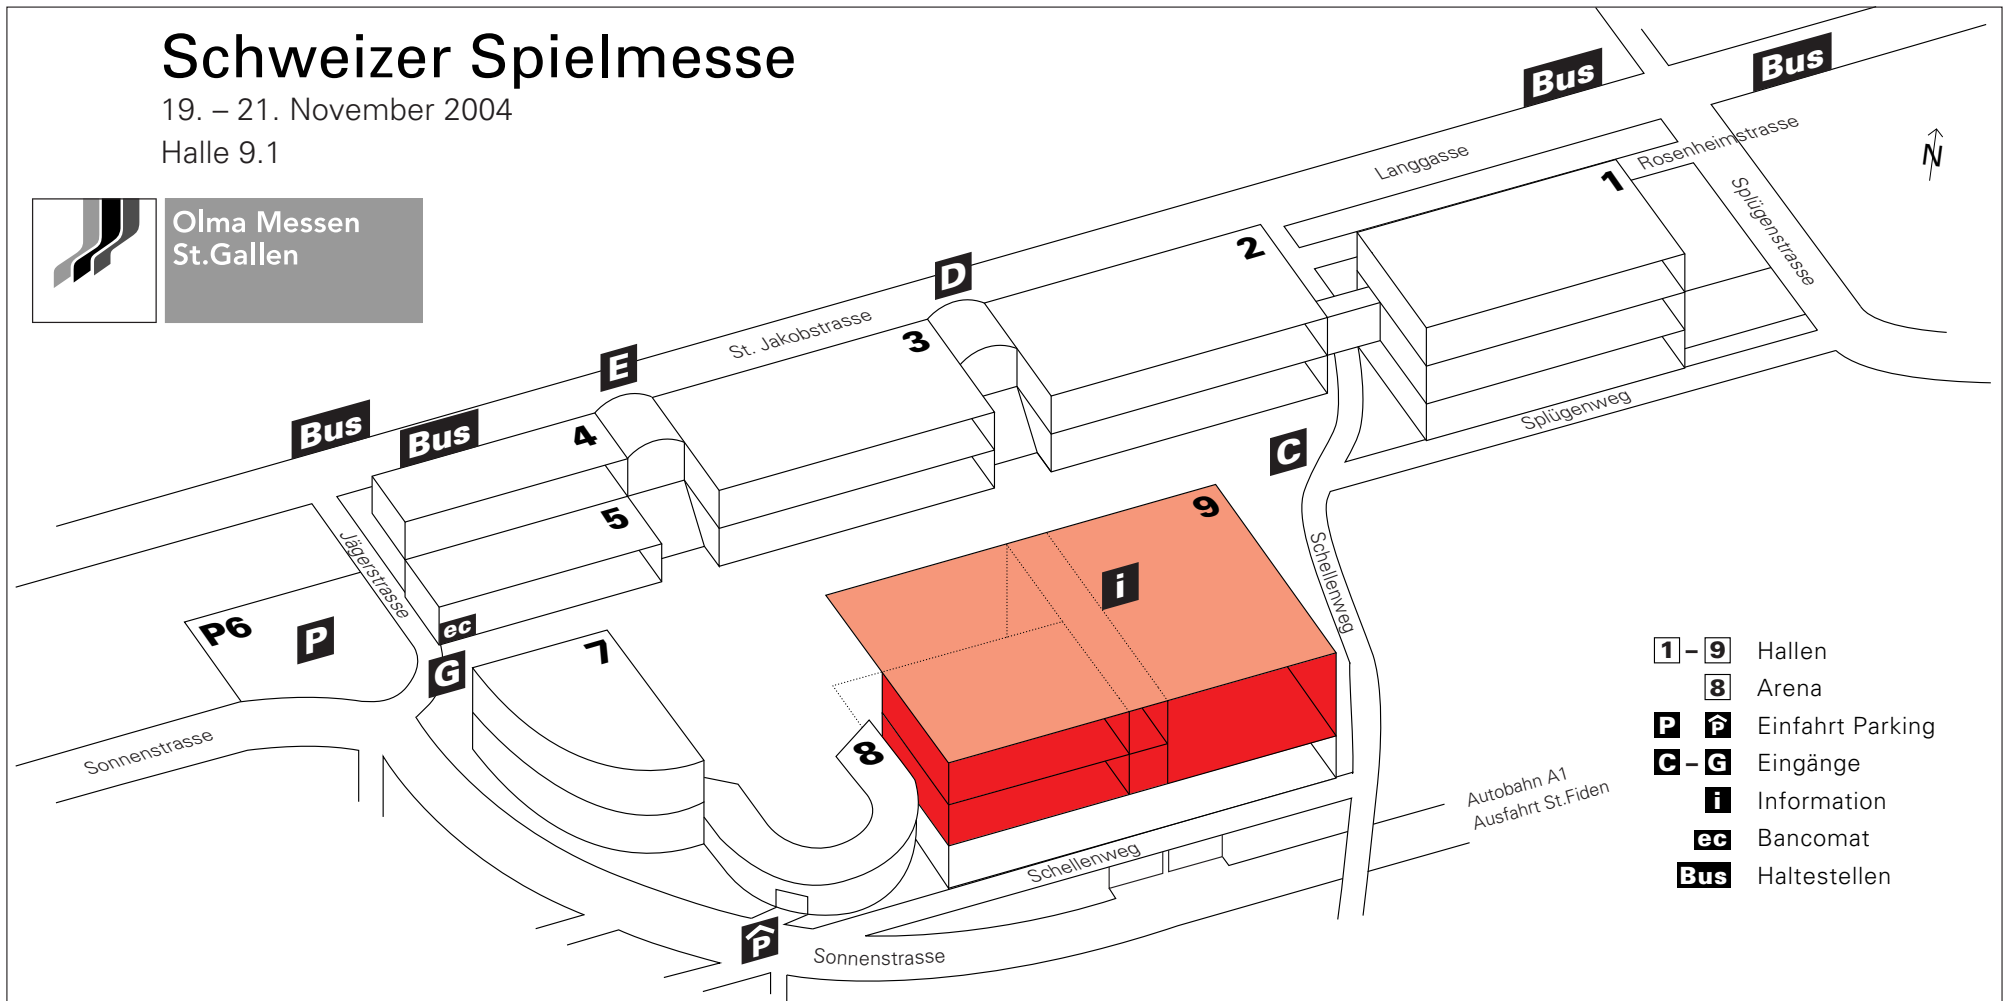 Schweizer Spielmesse
19. – 21. November 2004
Halle 9.1
Olma Messen
St.Gallen
Bus
Bus
Langgasse
Rosenheimstrasse
N
Splügenstrasse
1
2
D
St. Jakobstrasse
3
E
Bus
Bus
4
5
C
Splügenweg
9
i
Schellenweg
Jägerstrasse
P6
P
ec
G
7
8
Sonnenstrasse
Autobahn A1
Ausfahrt St.Fiden
Schellenweg
P
Sonnenstrasse
1 – 9 Hallen
8 Arena
P P Einfahrt Parking
C – G Eingänge
i Information
ec Bancomat
Bus Haltestellen